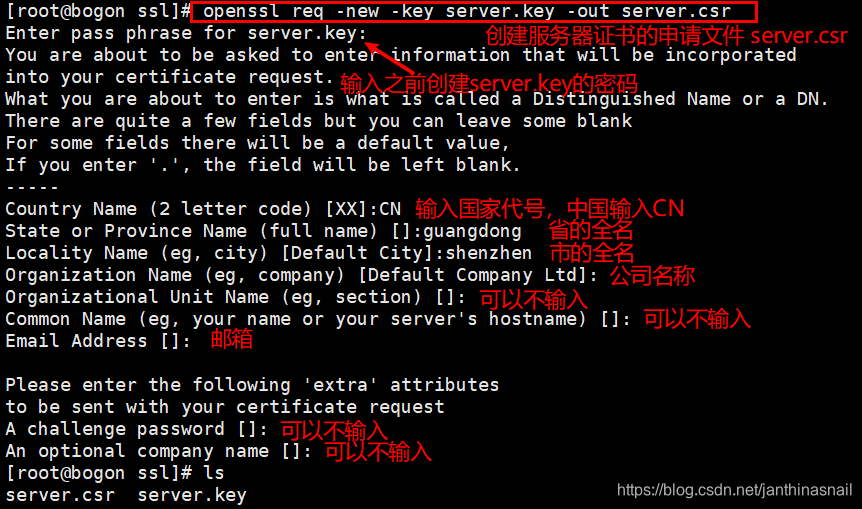 [root@bogon ssl]# openssl req -new -key server.key -out server.csr
Enter pass phrase for server.key: 创建服务器证书的申请文件 server.csr
You are about to be asked to enter information that will be incorporated
into your certificate request. 输入之前创建server.key的密码
What you are about to enter is what is called a Distinguished Name or a DN.
There are quite a few fields but you can leave some blank
For some fields there will be a default value,
If you enter '.', the field will be left blank.
-----
Country Name (2 letter code) [XX]:CN 输入国家代号，中国输入CN
State or Province Name (full name) []:guangdong 省的全名
Locality Name (eg, city) [Default City]:shenzhen 市的全名
Organization Name (eg, company) [Default Company Ltd]: 公司名称
Organizational Unit Name (eg, section) []: 可以不输入
Common Name (eg, your name or your server's hostname) []: 可以不输入
Email Address []: 邮箱
Please enter the following 'extra' attributes
to be sent with your certificate request
A challenge password []: 可以不输入
An optional company name []: 可以不输入
[root@bogon ssl]# ls
server.csr server.key
https://blog.csdn.net/janthinasnail